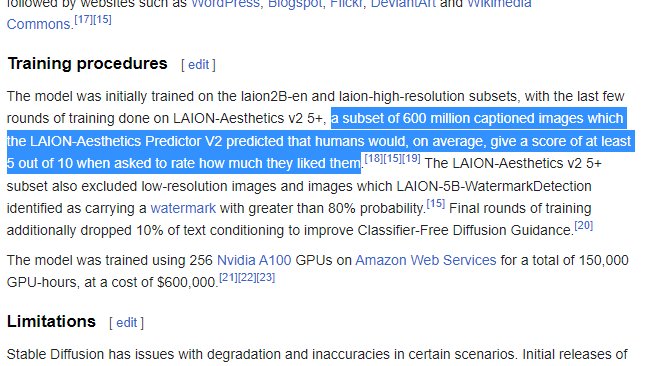 followed by websites such as WordPress, Blogspot, Flickr, DeviantArt and Wikimedia
Commons.[17][15]
Training procedures [ edit ]
The model was initially trained on the laion2B-en and laion-high-resolution subsets, with the last few
rounds of training done on LAION-Aesthetics v2 5+, a subset of 600 million captioned images which
the LAION-Aesthetics Predictor V2 predicted that humans would, on average, give a score of at least
5 out of 10 when asked to rate how much they liked them.[18][15][19] The LAION-Aesthetics v2 5+
subset also excluded low-resolution images and images which LAION-5B-WatermarkDetection
identified as carrying a watermark with greater than 80% probability.[15] Final rounds of training
additionally dropped 10% of text conditioning to improve Classifier-Free Diffusion Guidance.[20]
The model was trained using 256 Nvidia A100 GPUs on Amazon Web Services for a total of 150,000
GPU-hours, at a cost of $600,000.[21][22][23]
Limitations [ edit ]
Stable Diffusion has issues with degradation and inaccuracies in certain scenarios. Initial releases of